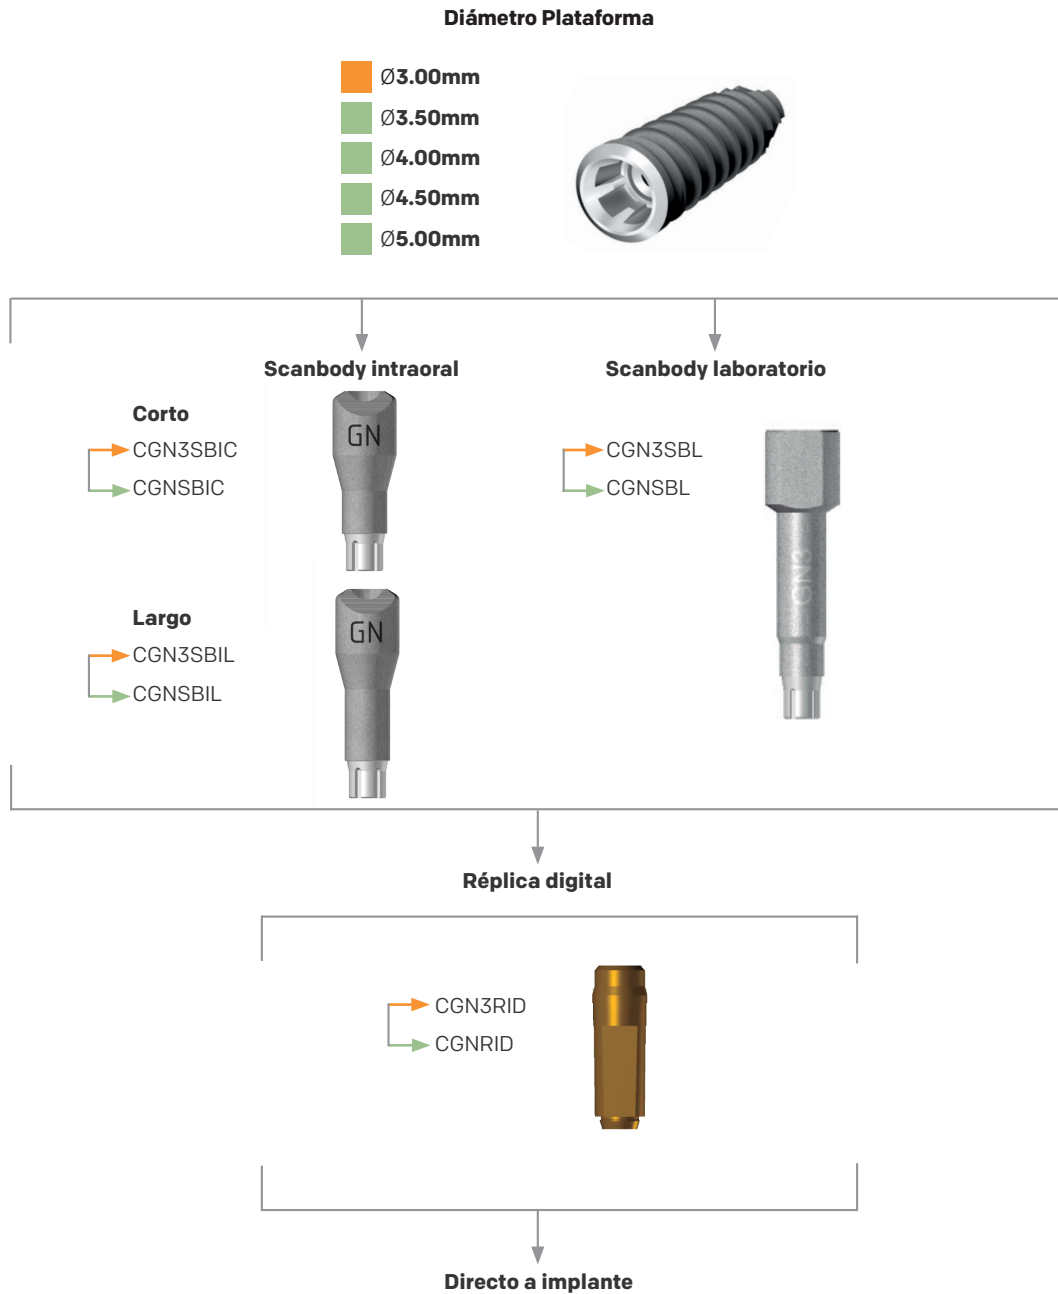 Diámetro Plataforma
Ø3.00mm
Ø3.50mm
Ø4.00mm
Ø4.50mm
Ø5.00mm
Scanbody intraoral
Scanbody laboratorio
Corto
CGN3SBIC
CGNSBIC
GN
CGN3SBL
CGNSBL
GN3
Largo
CGN3SBIL
CGNSBIL
GN
Réplica digital
CGN3RID
CGNRID
Directo a implante